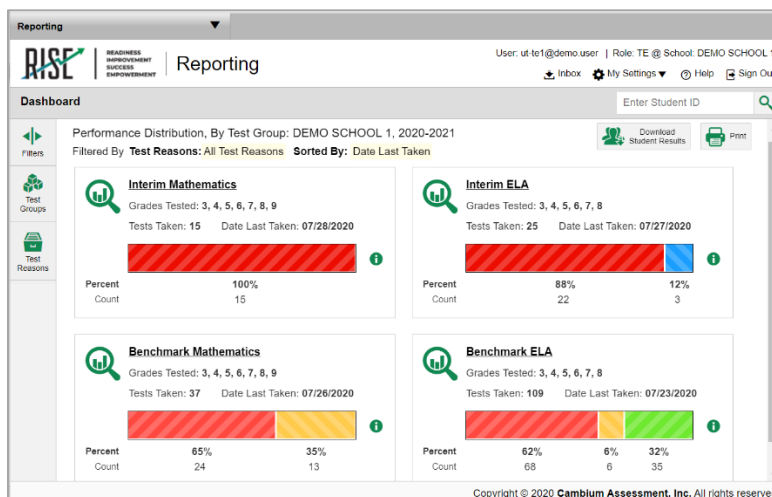 Reporting
User: ut-te1@demo.user | Role: TE @ School: DEMO SCHOOL 1
RISE
READINESS
IMPROVEMENT
SUCCESS
EMPOWERMENT
Reporting
Inbox My Settings Help Sign Ou
Dashboard
Enter Student ID
Filters
Test
Groups
Test
Reasons
Performance Distribution, By Test Group: DEMO SCHOOL 1, 2020-2021
Filtered By Test Reasons: All Test Reasons Sorted By: Date Last Taken
Download
Student Results
Print
Interim Mathematics
Grades Tested: 3, 4, 5, 6, 7, 8, 9
Tests Taken: 15 Date Last Taken: 07/28/2020
Percent 100%
Count 15
Interim ELA
Grades Tested: 3, 4, 5, 6, 7, 8
Tests Taken: 25 Date Last Taken: 07/27/2020
Percent 88% 12%
Count 22 3
Benchmark Mathematics
Grades Tested: 3, 4, 5, 6, 7, 8, 9
Tests Taken: 37 Date Last Taken: 07/26/2020
Percent 65% 35%
Count 24 13
Benchmark ELA
Grades Tested: 3, 4, 5, 6, 7, 8
Tests Taken: 109 Date Last Taken: 07/23/2020
Percent 62% 6% 32%
Count 68 6 35
Copyright © 2020 Cambium Assessment, Inc. All rights reserve